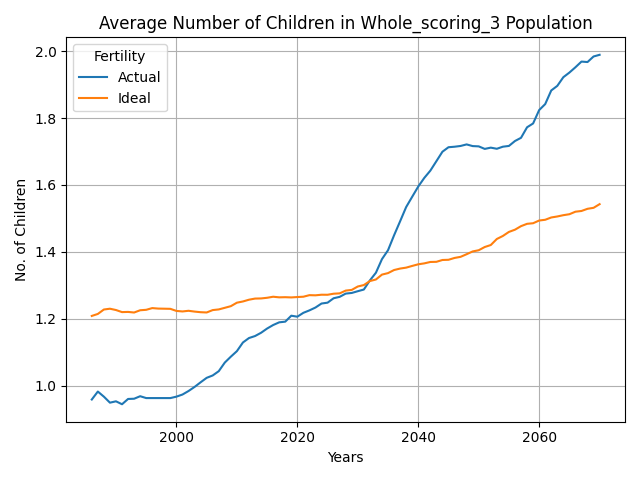 Average Number of Children in Whole_scoring_3 Population
Fertility
Actual
Ideal
No. of Children
2.0
1.8
1.6
1.4
1.2
1.0
2000 2020 2040 2060
Years